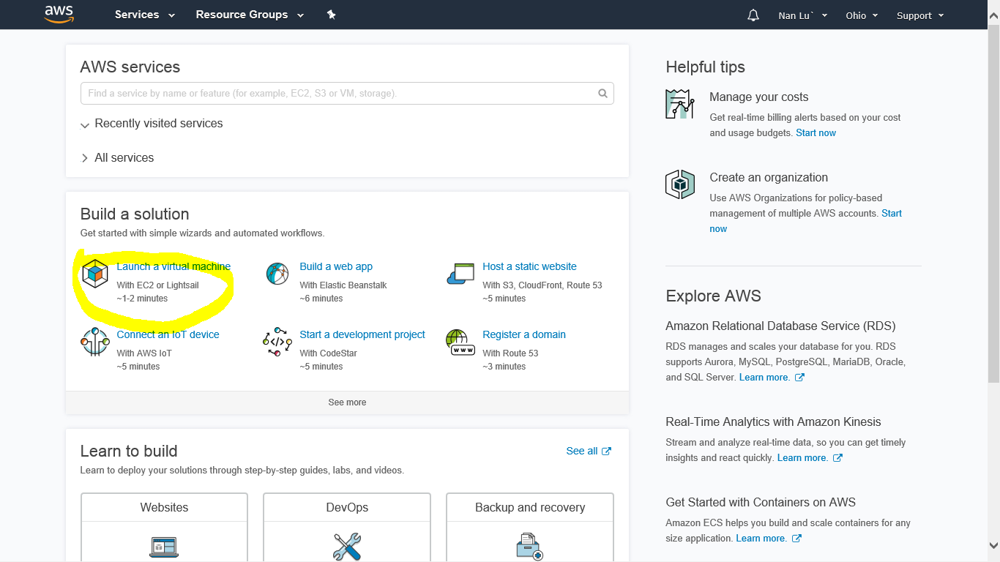 aws
Services
Resource Groups
Nan Lu`
Ohio
Support
AWS services
Find a service by name or feature (for example, EC2, S3 or VM, storage).
Recently visited services
All services
Build a solution
Get started with simple wizards and automated workflows.
Launch a virtual machine
With EC2 or Lightsail
~1-2 minutes
Build a web app
With Elastic Beanstalk
~6 minutes
Host a static website
With S3, CloudFront, Route 53
~5 minutes
Connect an IoT device
With AWS IoT
~5 minutes
Start a development project
With CodeStar
~5 minutes
www
Register a domain
With Route 53
~3 minutes
See more
Learn to build
See all
Learn to deploy your solutions through step-by-step guides, labs, and videos.
Websites
DevOps
Backup and recovery
Helpful tips
Manage your costs
Get real-time billing alerts based on your cost
and usage budgets. Start now
Create an organization
Use AWS Organizations for policy-based
management of multiple AWS accounts. Start
now
Explore AWS
Amazon Relational Database Service (RDS)
RDS manages and scales your database for you. RDS
supports Aurora, MySQL, PostgreSQL, MariaDB, Oracle,
and SQL Server. Learn more.
Real-Time Analytics with Amazon Kinesis
Stream and analyze real-time data, so you can get timely
insights and react quickly. Learn more.
Get Started with Containers on AWS
Amazon ECS helps you build and scale containers for any
size application. Learn more.